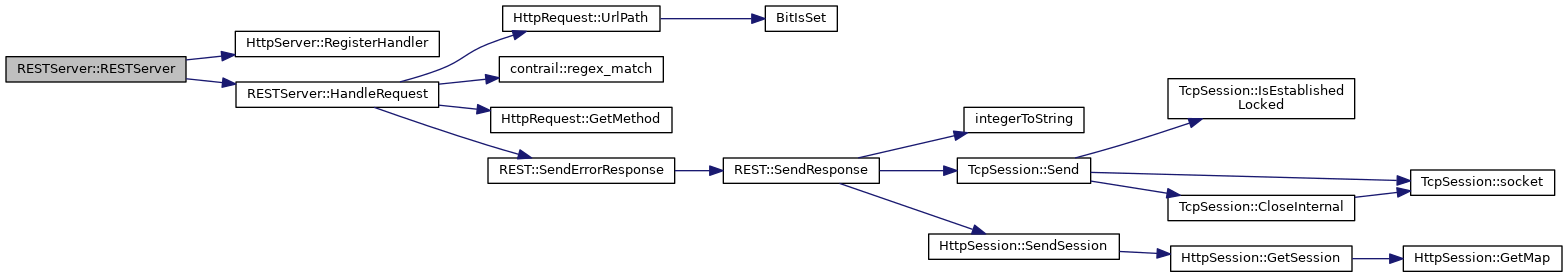 RESTServer::RESTServer
HttpServer::RegisterHandler
RESTServer::HandleRequest
HttpRequest::UrlPath
contrail::regex_match
HttpRequest::GetMethod
REST::SendErrorResponse
BitIsSet
REST::SendResponse
integerToString
TcpSession::Send
HttpSession::SendSession
TcpSession::IsEstablished
Locked
TcpSession::CloseInternal
HttpSession::GetSession
TcpSession::socket
HttpSession::GetMap